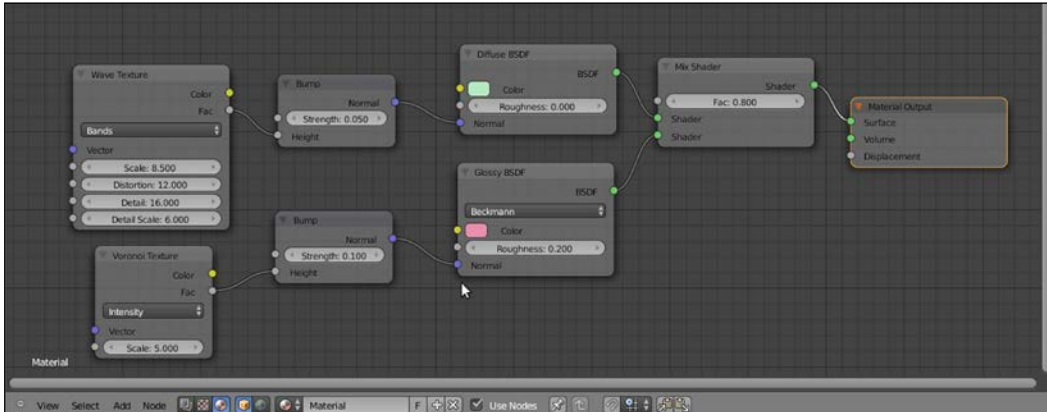 Wave Texture
Color
Fac
Bands
Vector
Scale: 8.500
Distortion: 12.000
Detail: 16.000
Detail Scale: 6.000
Voronoi Texture
Color
Fac
Intensity
Vector
Scale: 5.000
Bump
Normal
Strength: 0.050
Height
Bump
Normal
Strength: 0.100
Height
Diffuse BSDF
BSDF
Color
Roughness: 0.000
Normal
Glossy BSDF
BSDF
Beckmann
Color
Roughness: 0.200
Normal
Mix Shader
Shader
Fac: 0.800
Shader
Shader
Material Output
Surface
Volume
Displacement
Material
View Select Add Node Material F Use Nodes